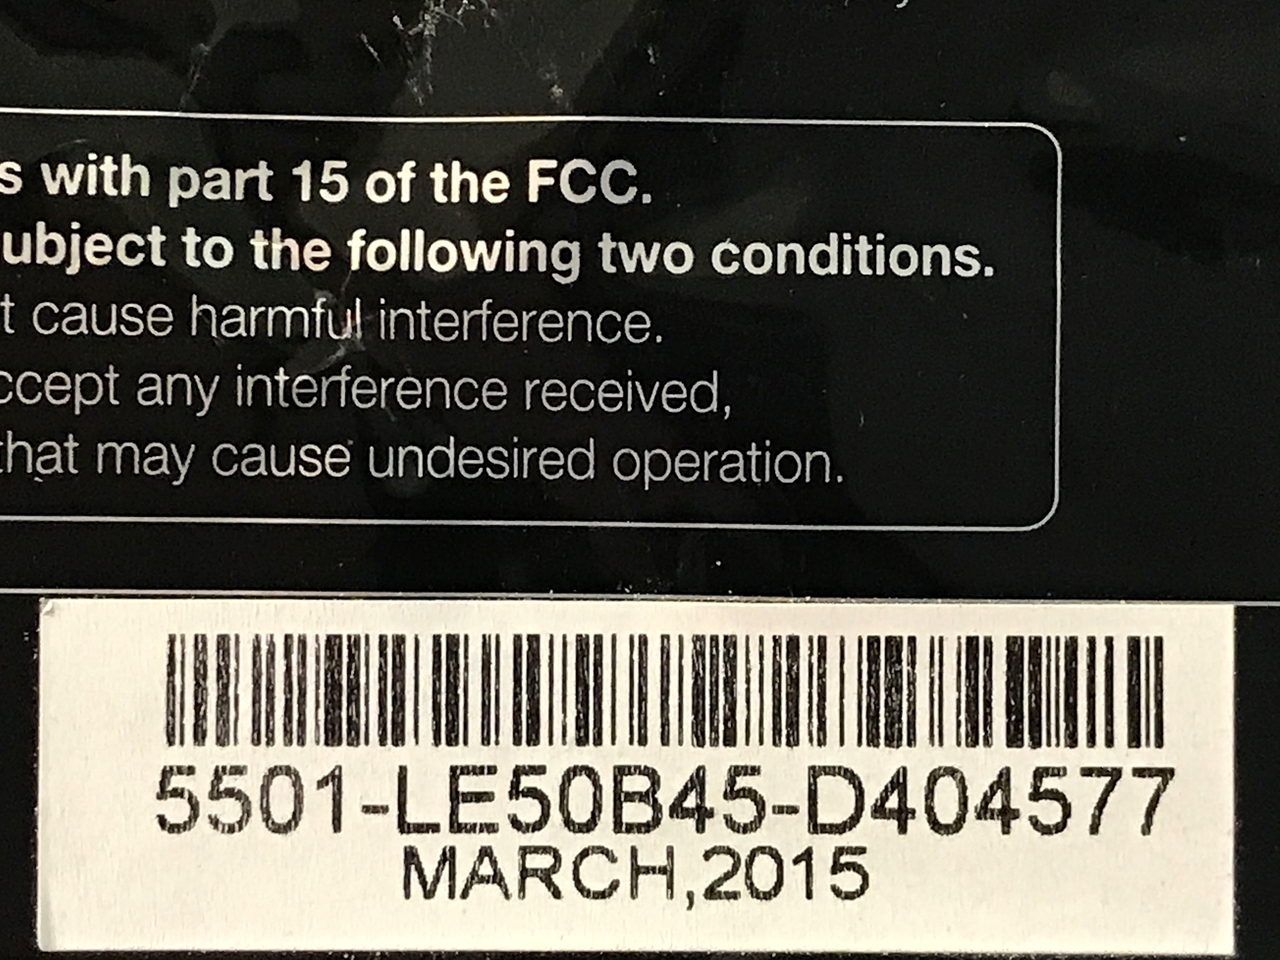 s with part 15 of the FCC.
ubject to the following two conditions.
t cause harmful interference.
ccept any interference received,
that may cause undesired operation.
5501-LE50B45-D404577
MARCH,2015